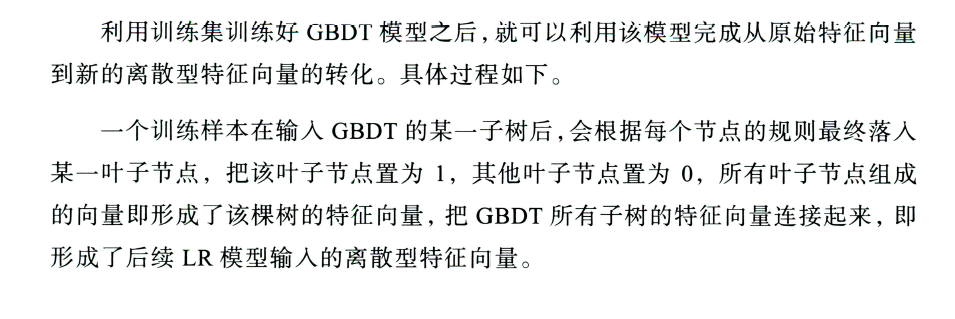 利用训练集训练好 GBDT 模型之后，就可以利用该模型完成从原始特征向量
到新的离散型特征向量的转化。具体过程如下。
一个训练样本在输入 GBDT 的某一子树后，会根据每个节点的规则最终落入
某一叶子节点，把该叶子节点置为 1，其他叶子节点置为 0，所有叶子节点组成
的向量即形成了该棵树的特征向量，把 GBDT 所有子树的特征向量连接起来，即
形成了后续 LR 模型输入的离散型特征向量。